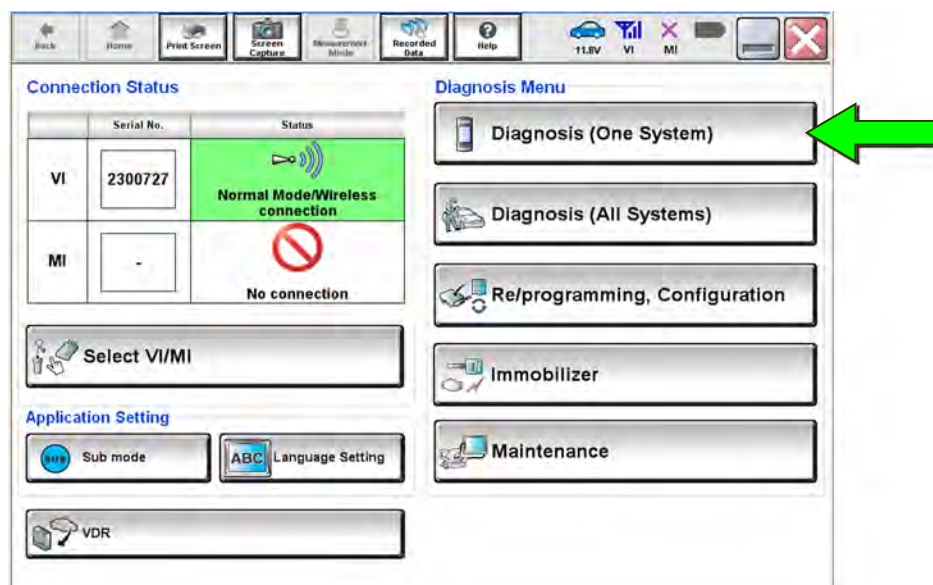 Back
Home
Print Screen
Screen
Capture
Measurement
Mode
Recorded
Data
Help
11.8V
VI
MI
Connection Status
Serial No.
Status
VI
2300727
Normal Mode/Wireless
connection
MI
-
No connection
Select VI/MI
Application Setting
SUB
Sub mode
ABC
Language Setting
VDR
Diagnosis Menu
Diagnosis (One System)
Diagnosis (All Systems)
Re/programming, Configuration
Immobilizer
Maintenance